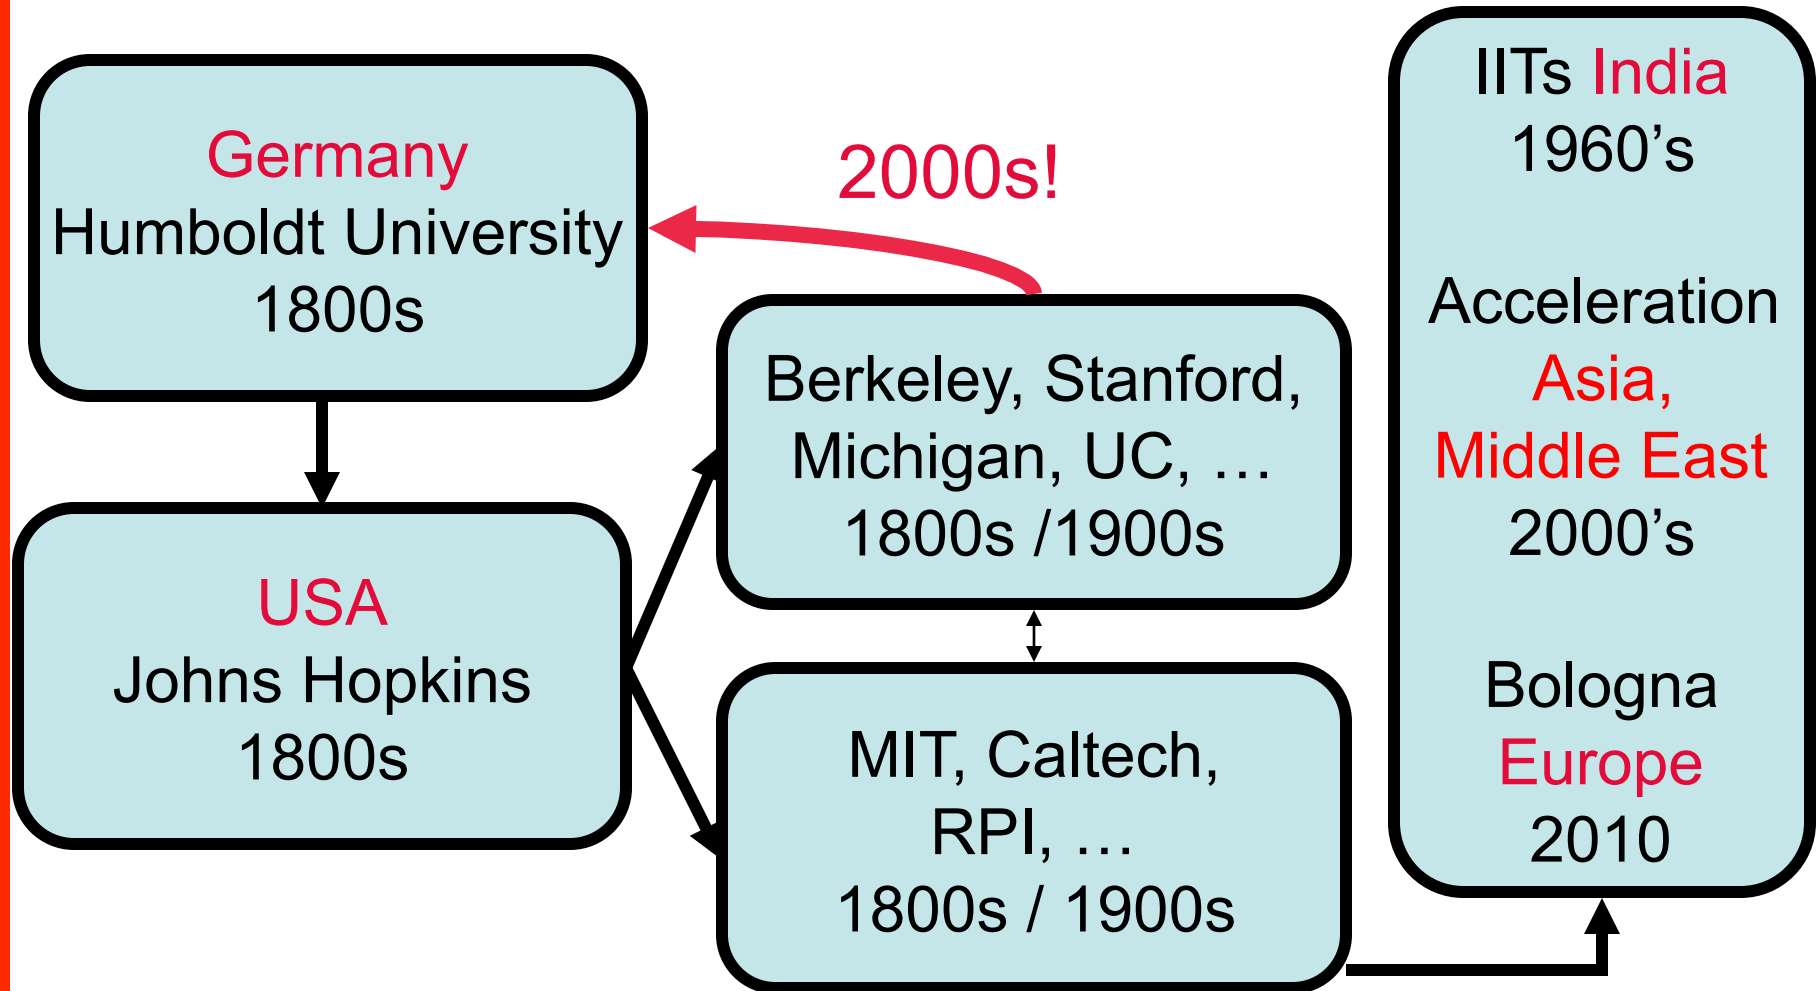 Germany
Humboldt University
1800s
2000s!
USA
Johns Hopkins
1800s
Berkeley, Stanford,
Michigan, UC, …
1800s /1900s
MIT, Caltech,
RPI, …
1800s / 1900s
IITs India
1960’s
Acceleration
Asia,
Middle East
2000’s
Bologna
Europe
2010